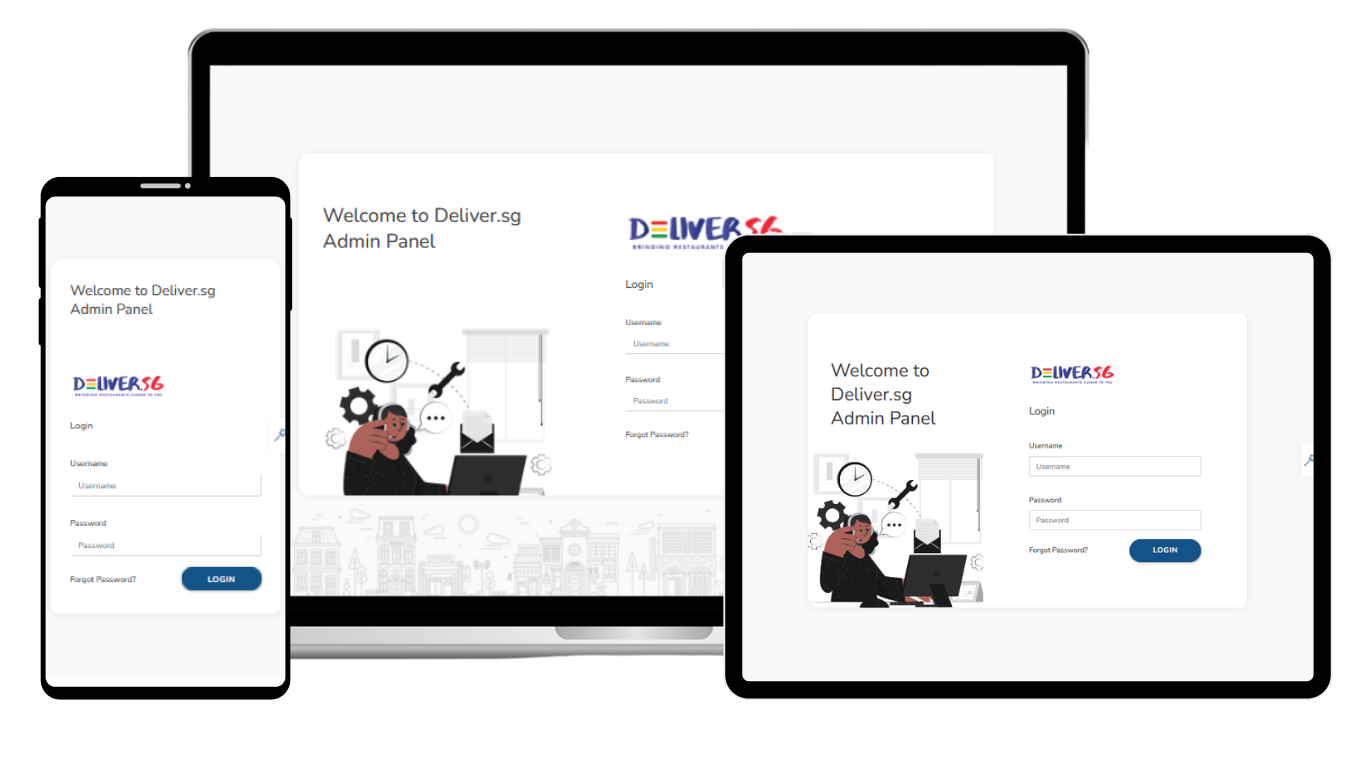 Welcome to Deliver.sg
Admin Panel
DELIVERSG
BRINGING RESTAURANTS CLOSER TO YOU
Login
Username
Username
Password
Password
Forgot Password?
LOGIN
Welcome to Deliver.sg
Admin Panel
DELIVERSG
BRINGING RESTAURANTS
Login
Username
Username
Password
Password
Forgot Password?
Welcome to
Deliver.sg
Admin Panel
DELIVERSG
BRINGING RESTAURANTS CLOSER TO YOU
Login
Username
Username
Password
Password
Forgot Password?
LOGIN